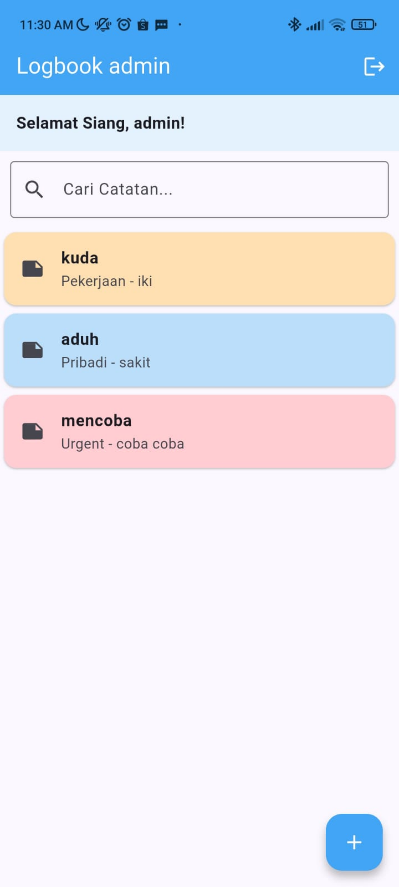 11:30 AM
51
Logbook admin
Selamat Siang, admin!
Cari Catatan...
kuda
Pekerjaan - iki
aduh
Pribadi - sakit
mencoba
Urgent - coba coba